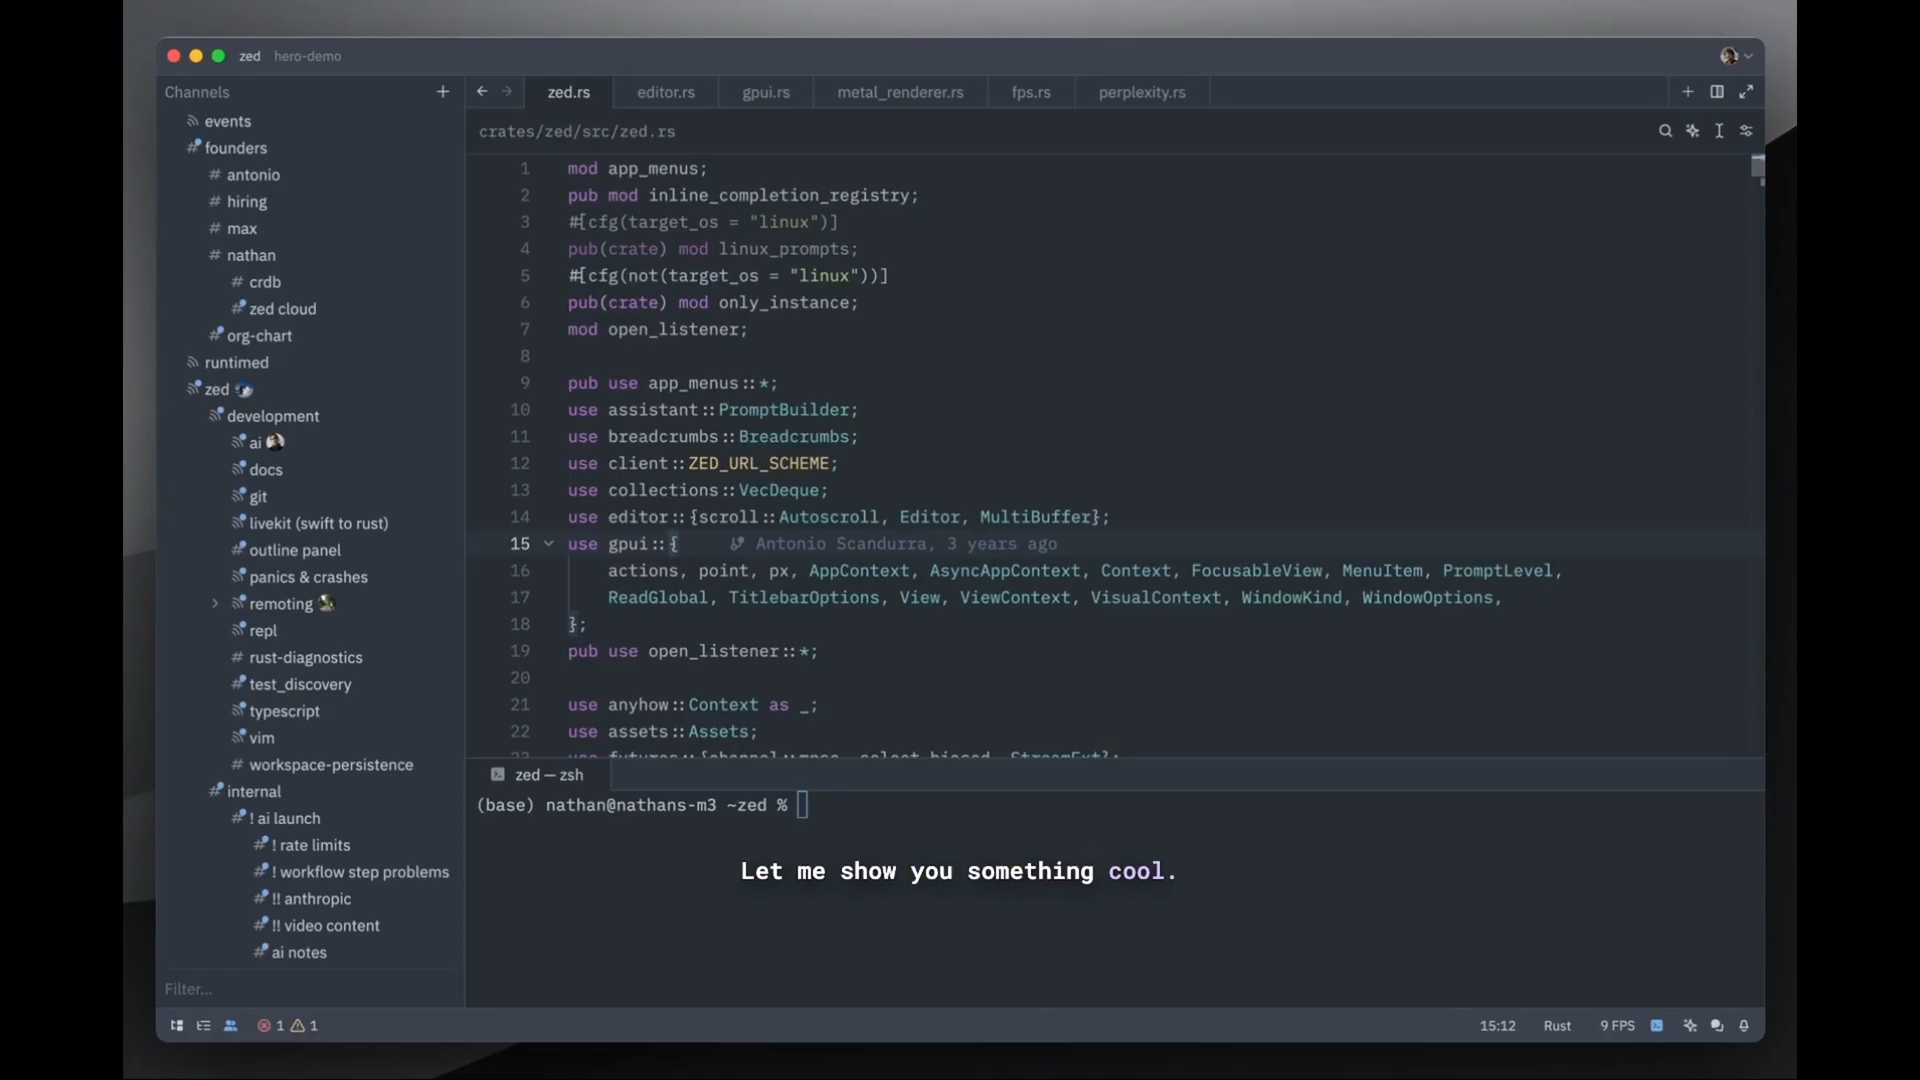 zed hero-demo
Channels
events
founders
antonio
hiring
max
nathan
crdb
zed cloud
org-chart
runtimed
zed
development
ai
docs
git
livekit (swift to rust)
outline panel
panics & crashes
remoting
repl
rust-diagnostics
test_discovery
typescript
vim
workspace-persistence
internal
! ai launch
! rate limits
! workflow step problems
!! anthropic
!! video content
ai notes
Filter...
zed.rs editor.rs gpui.rs metal_renderer.rs fps.rs perplexity.rs
crates/zed/src/zed.rs
1 mod app_menus;
2 pub mod inline_completion_registry;
3 #[cfg(target_os = "linux")]
4 pub(crate) mod linux_prompts;
5 #[cfg(not(target_os = "linux"))]
6 pub(crate) mod only_instance;
7 mod open_listener;
8
9 pub use app_menus::*;
10 use assistant::PromptBuilder;
11 use breadcrumbs::Breadcrumbs;
12 use client::ZED_URL_SCHEME;
13 use collections::VecDeque;
14 use editor::{scroll::Autoscroll, Editor, MultiBuffer};
15 use gpui::{ Antonio Scandurra, 3 years ago
16 actions, point, px, AppContext, AsyncAppContext, Context, FocusableView, MenuItem, PromptLevel,
17 ReadGlobal, TitlebarOptions, View, ViewContext, VisualContext, WindowKind, WindowOptions,
18 };
19 pub use open_listener::*;
20
21 use anyhow::Context as _;
22 use assets::Assets;
23 use futures::{channel::mpsc, select_biased, StreamExt};
zed — zsh
(base) nathan@nathans-m3 ~zed %
Let me show you something cool.
1 1
15:12 Rust 9 FPS